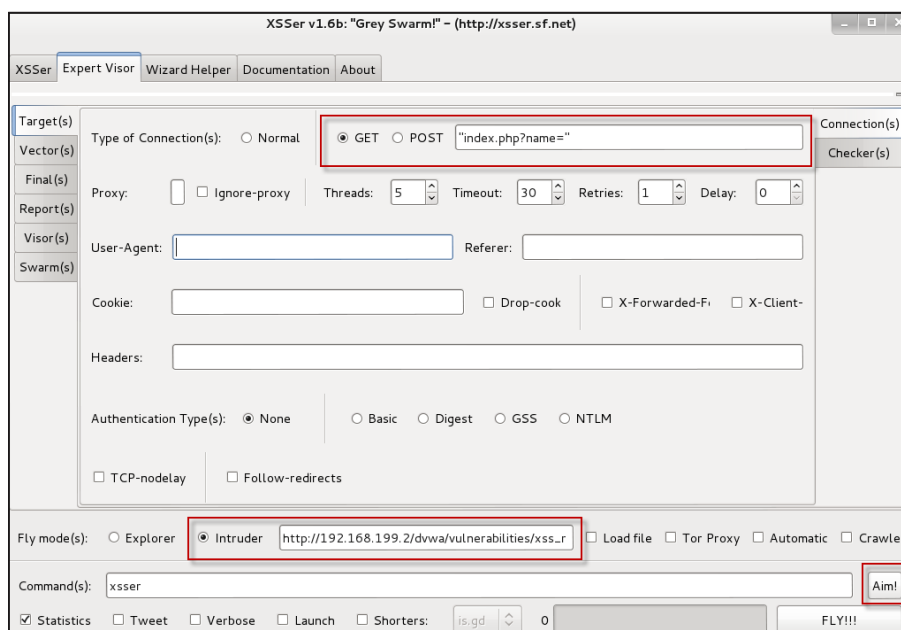 XSSer v1.6b: "Grey Swarm!" - (http://xsser.sf.net)
XSSer Expert Visor Wizard Helper Documentation About
Target(s)
Vector(s)
Final(s)
Report(s)
Visor(s)
Swarm(s)
Type of Connection(s): Normal GET POST "index.php?name="
Connection(s)
Checker(s)
Proxy: Ignore-proxy Threads: 5 Timeout: 30 Retries: 1 Delay: 0
User-Agent: Referer:
Cookie: Drop-cook X-Forwarded-F X-Client-
Headers:
Authentication Type(s): None Basic Digest GSS NTLM
TCP-nodelay Follow-redirects
Fly mode(s): Explorer Intruder http://192.168.199.2/dvwa/vulnerabilities/xss_r Load file Tor Proxy Automatic Crawle
Command(s): xsser Aim!
Statistics Tweet Verbose Launch Shorters: is.gd 0 FLY!!!